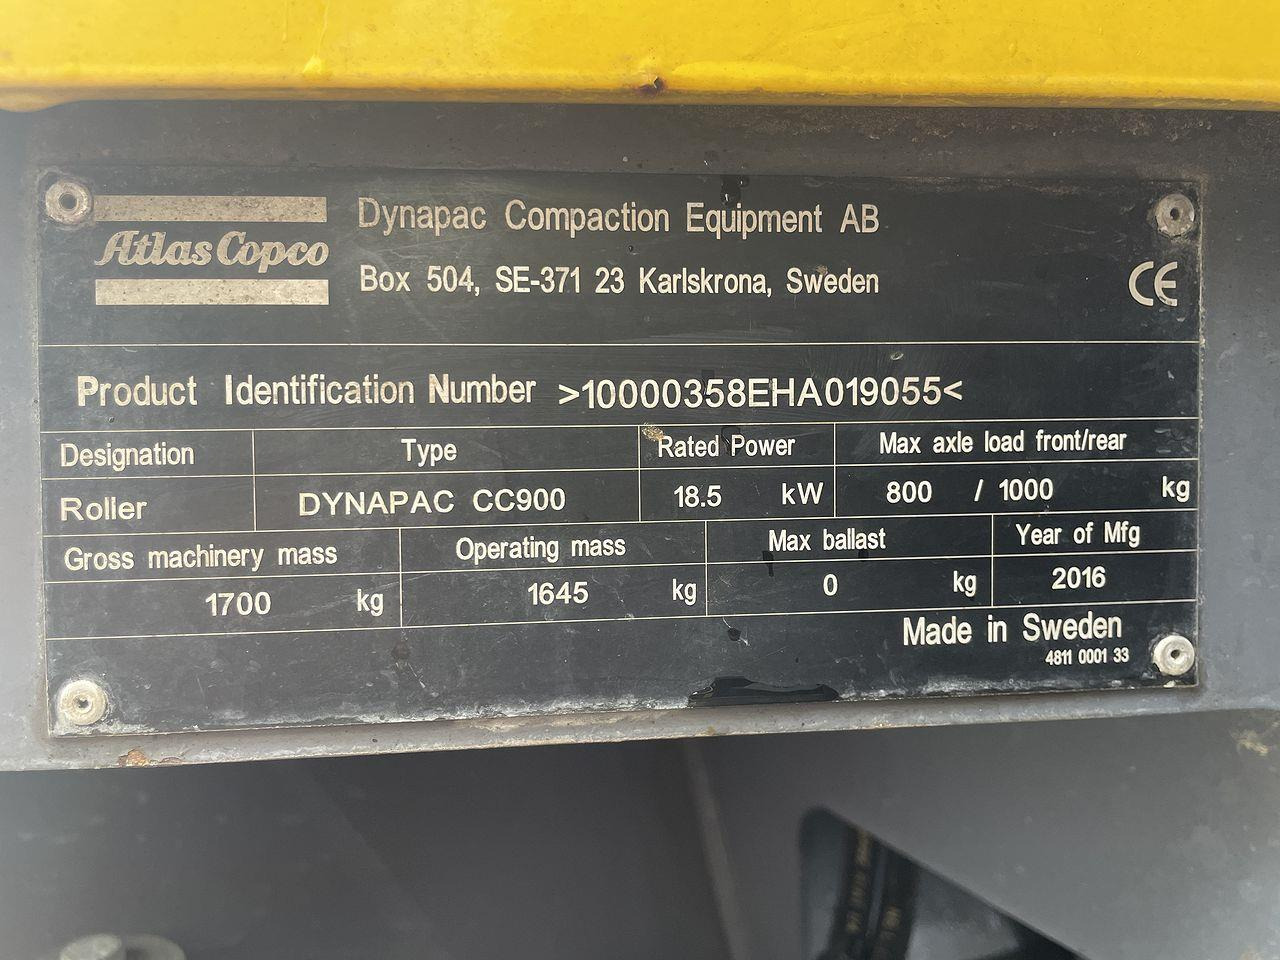 Atlas Copco
Dynapac Compaction Equipment AB
Box 504, SE-371 23 Karlskrona, Sweden
CE
Product Identification Number >10000358EHA019055<
Designation Type Rated Power Max axle load front/rear
Roller DYNAPAC CC900 18.5 kW 800 / 1000 kg
Gross machinery mass Operating mass Max ballast Year of Mfg
1700 kg 1645 kg 0 kg 2016
Made in Sweden
4811 0001 33